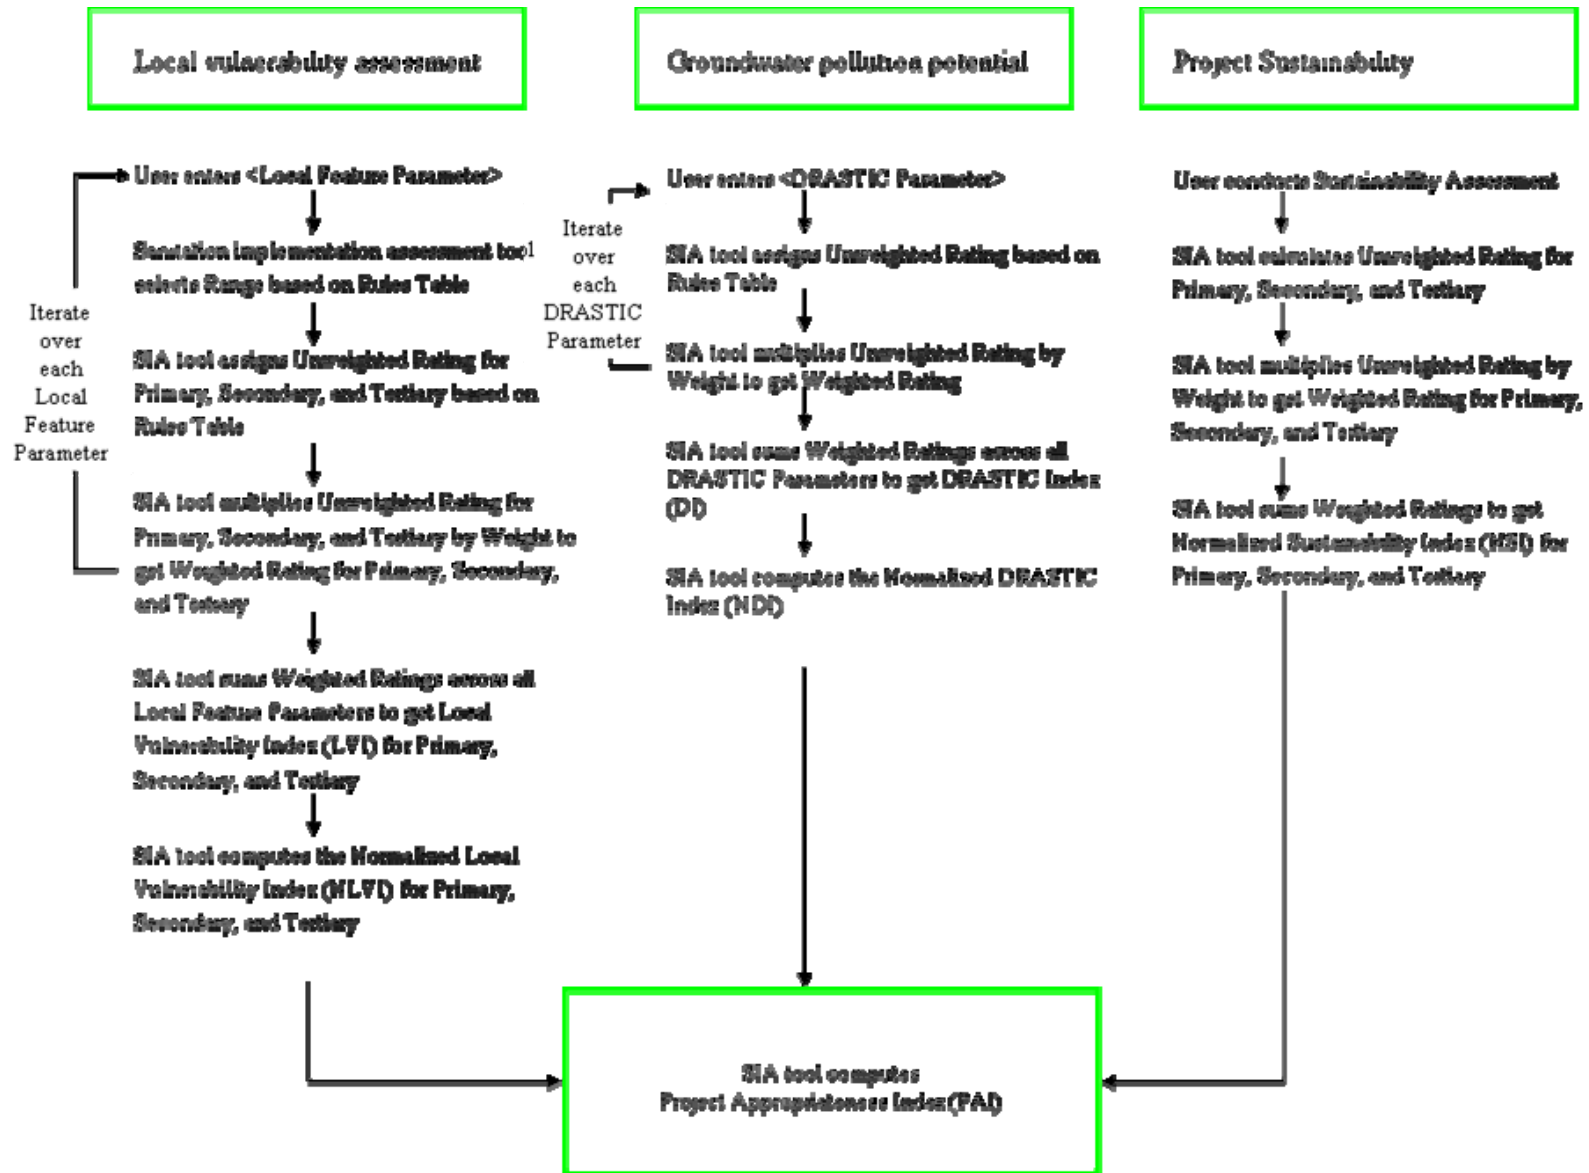 Local vulnerability assessment
Groundwater pollution potential
Project Sustainability
User enters <Local Feature Parameter>
Sanitation implementation assessment tool
selects Range based on Rules Table
SIA tool assigns Unweighted Rating for
Primary, Secondary, and Tertiary based on
Rules Table
SIA tool multiplies Unweighted Rating for
Primary, Secondary, and Tertiary by Weight to
get Weighted Rating for Primary, Secondary,
and Tertiary
SIA tool sums Weighted Ratings across all
Local Feature Parameters to get Local
Vulnerability Index (LVI) for Primary,
Secondary, and Tertiary
SIA tool computes the Normalized Local
Vulnerability Index (NLVI) for Primary,
Secondary, and Tertiary
Iterate
over
each
Local
Feature
Parameter
User enters <DRASTIC Parameter>
SIA tool assigns Unweighted Rating based on
Rules Table
SIA tool multiplies Unweighted Rating by
Weight to get Weighted Rating
SIA tool sums Weighted Ratings across all
DRASTIC Parameters to get DRASTIC Index
(DI)
SIA tool computes the Normalized DRASTIC
Index (NDI)
Iterate
over
each
DRASTIC
Parameter
User conducts Sustainability Assessment
SIA tool calculates Unweighted Rating for
Primary, Secondary, and Tertiary
SIA tool multiplies Unweighted Rating by
Weight to get Weighted Rating for Primary,
Secondary, and Tertiary
SIA tool sums Weighted Ratings to get
Normalized Sustainability Index (NSI) for
Primary, Secondary, and Tertiary
SIA tool computes
Project Appropriateness Index(PAI)